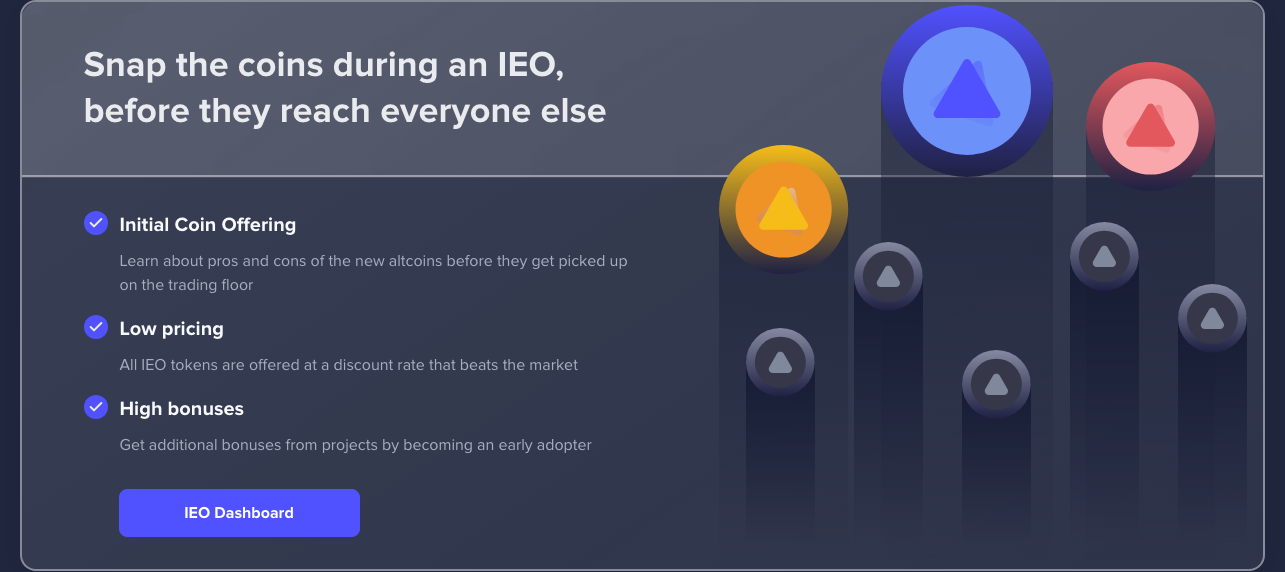 Snap the coins during an IEO,
before they reach everyone else
Initial Coin Offering
Learn about pros and cons of the new altcoins before they get picked up
on the trading floor
Low pricing
All IEO tokens are offered at a discount rate that beats the market
High bonuses
Get additional bonuses from projects by becoming an early adopter
IEO Dashboard